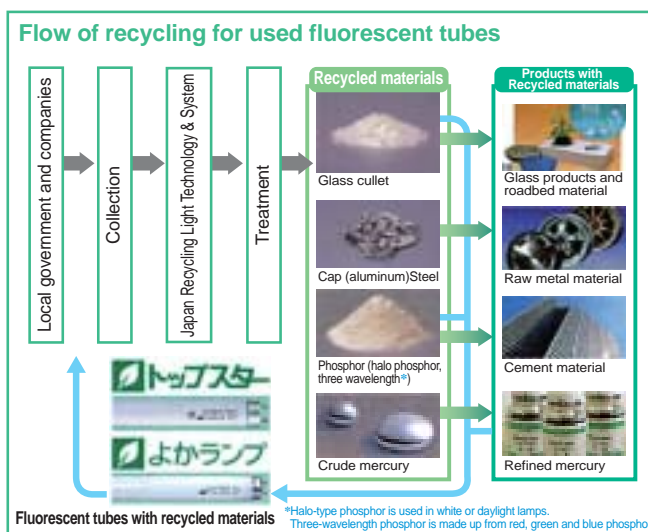 Flow of recycling for used fluorescent tubes
Local government and companies
Collection
Japan Recycling Light Technology & System
Treatment
Recycled materials
Glass cullet
Cap (aluminum)Steel
Phosphor (halo phosphor,
three wavelength*)
Crude mercury
Products with
Recycled materials
Glass products and
roadbed material
Raw metal material
Cement material
Refined mercury
トップスター
よかランプ
Fluorescent tubes with recycled materials
*Halo-type phosphor is used in white or daylight lamps.
Three-wavelength phosphor is made up from red, green and blue phospho